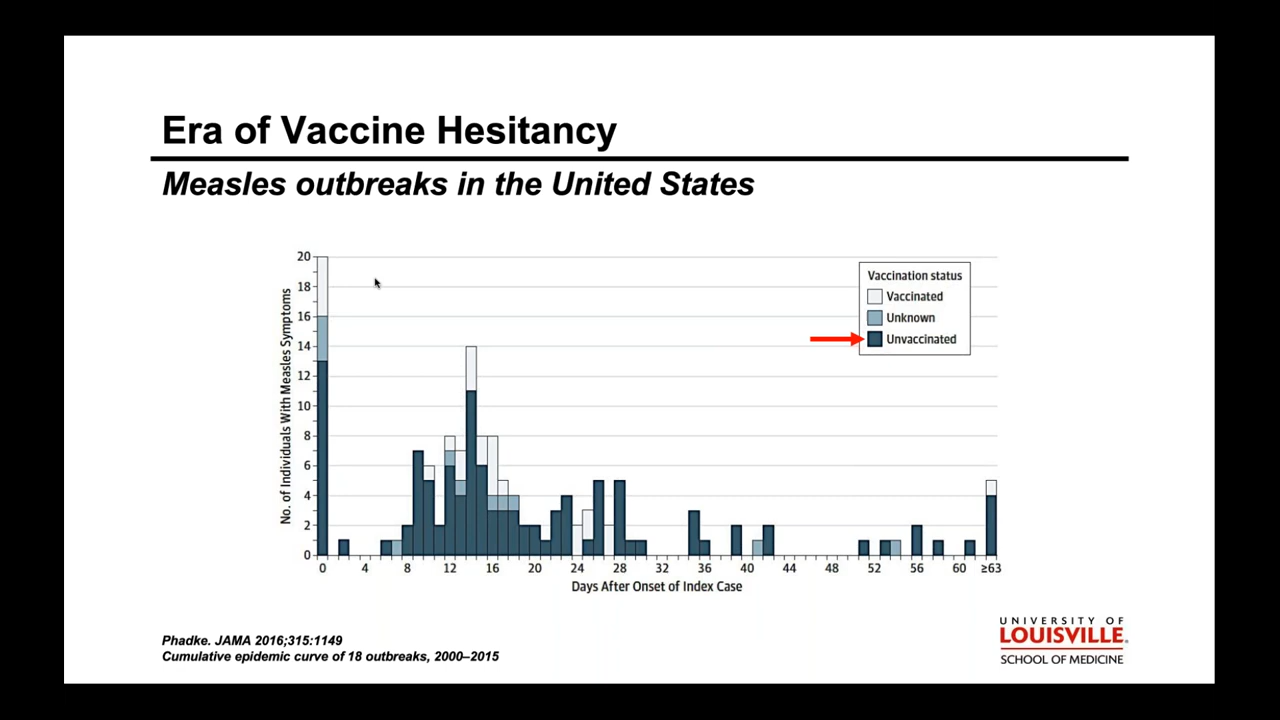 Era of Vaccine Hesitancy
Measles outbreaks in the United States
No. of Individuals With Measles Symptoms
20
18
16
14
12
10
8
6
4
2
0
Vaccination status
Vaccinated
Unknown
Unvaccinated
0 4 8 12 16 20 24 28 32 36 40 44 48 52 56 60 ≥63
Days After Onset of Index Case
Phadke. JAMA 2016;315:1149
Cumulative epidemic curve of 18 outbreaks, 2000–2015
UNIVERSITY OF
LOUISVILLE.
SCHOOL OF MEDICINE